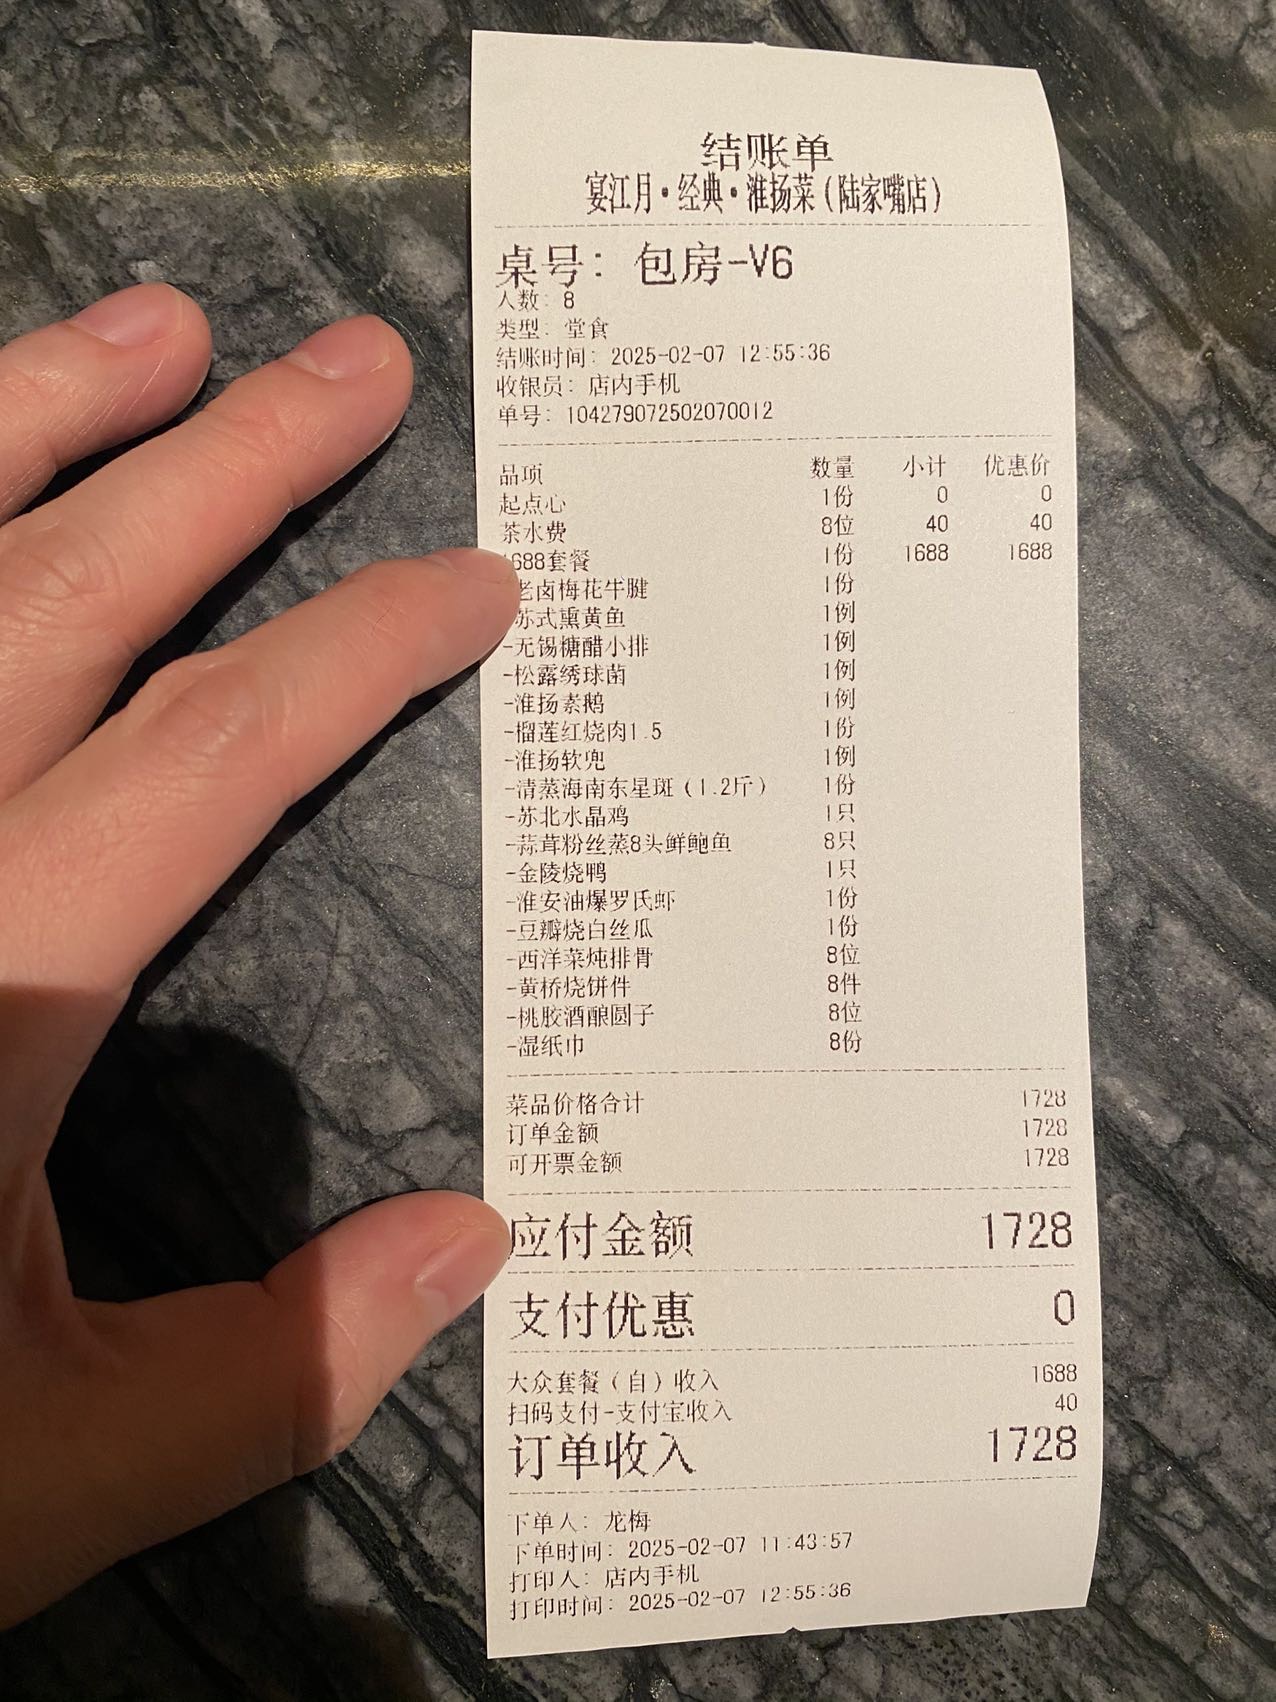 结账单
宴江月·经典·淮扬菜(陆家嘴店)
桌号: 包房-V6
人数: 8
类型: 堂食
结账时间: 2025-02-07 12:55:36
收银员: 店内手机
单号: 104279072502070012
品项 数量 小计 优惠价
起点心 1份 0 0
茶水费 8位 40 40
1688套餐 1份 1688 1688
老卤梅花牛腱 1份
苏式熏黄鱼 1例
-无锡糖醋小排 1例
-松露绣球菌 1例
-淮扬素鹅 1例
-榴莲红烧肉1.5 1份
-淮扬软兜 1例
-清蒸海南东星斑(1.2斤) 1份
-苏北水晶鸡 1只
-蒜茸粉丝蒸8头鲜鲍鱼 8只
-金陵烧鸭 1只
-淮安油爆罗氏虾 1份
-豆瓣烧白丝瓜 1份
-西洋菜炖排骨 8位
-黄桥烧饼件 8件
-桃胶酒酿圆子 8位
-湿纸巾 8份
菜品价格合计 1728
订单金额 1728
可开票金额 1728
应付金额 1728
支付优惠 0
大众套餐(自)收入 1688
扫码支付-支付宝收入 40
订单收入 1728
下单人: 龙梅
下单时间: 2025-02-07 11:43:57
打印人: 店内手机
打印时间: 2025-02-07 12:55:36